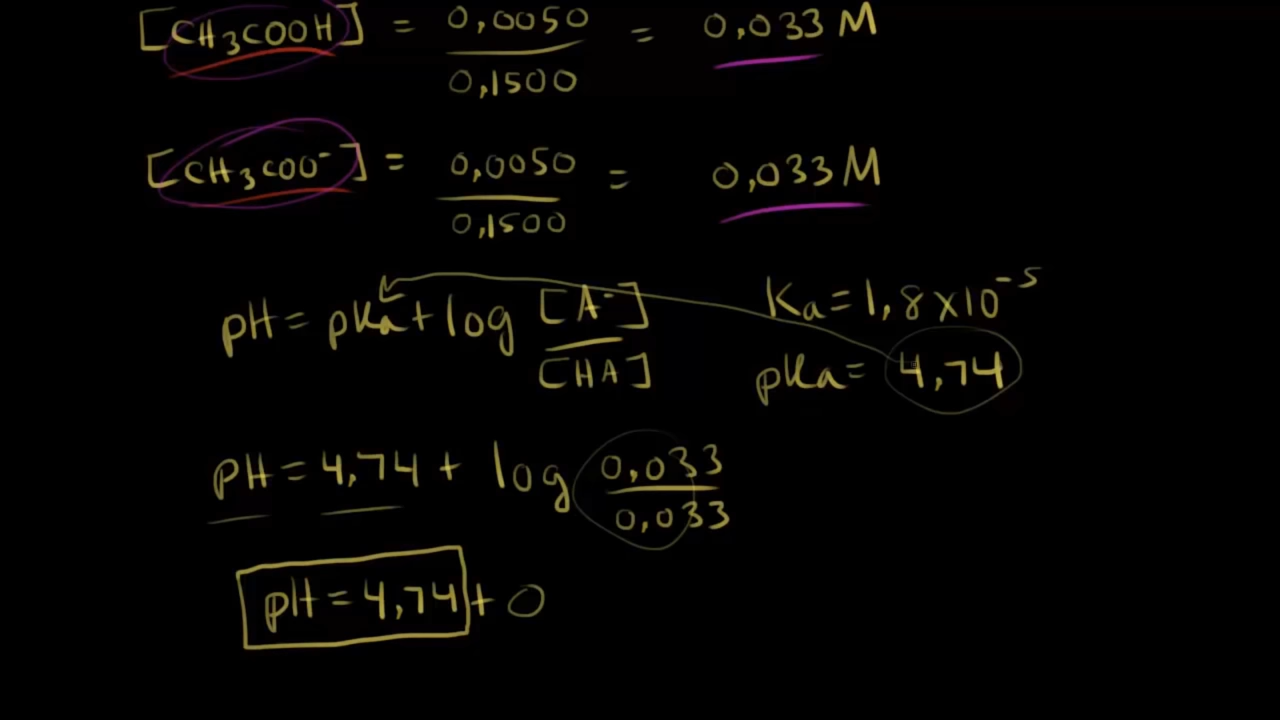 [CH₃COOH] = 0,0050 / 0,1500 = 0,033 M
[CH₃COO⁻] = 0,0050 / 0,1500 = 0,033 M
pH = pKa + log [A⁻] / [HA]
Ka = 1,8 x 10⁻⁵
pKa = 4,74
pH = 4,74 + log 0,033 / 0,033
pH = 4,74 + 0